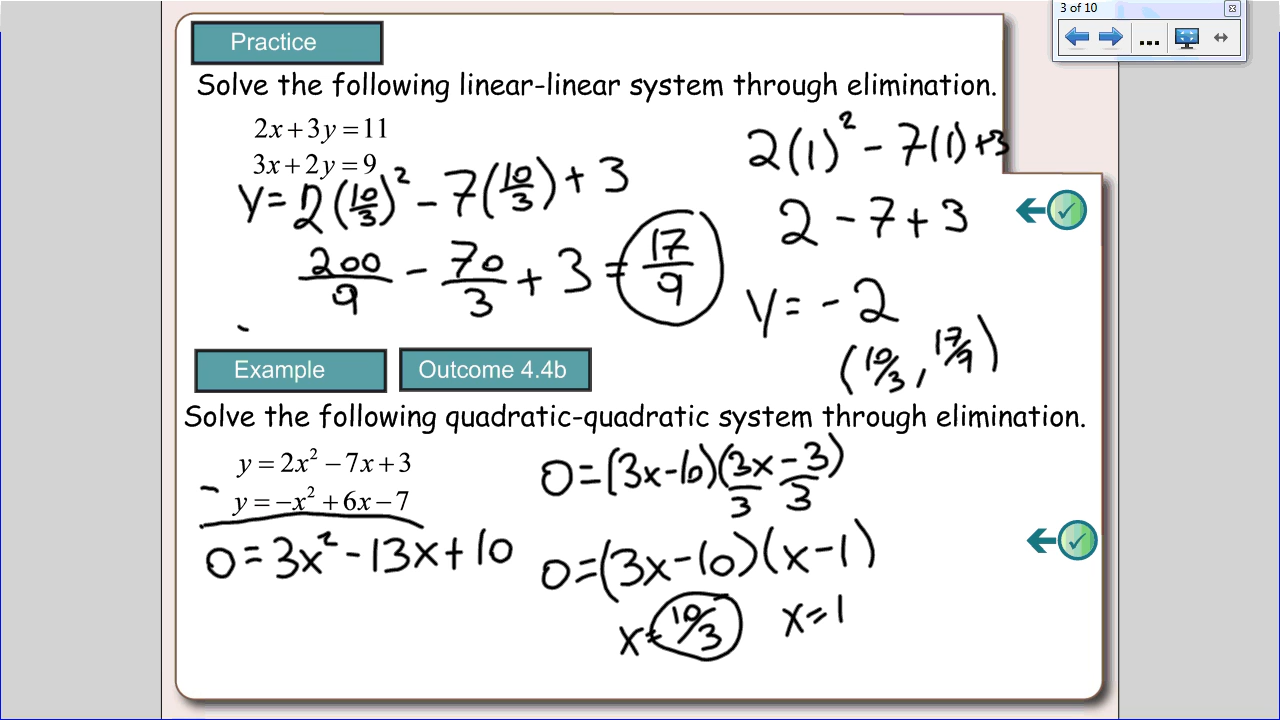 3 of 10
Practice
Solve the following linear-linear system through elimination.
2x + 3y = 11
3x + 2y = 9
y = 2(10/3)² - 7(10/3) + 3
200/9 - 70/3 + 3 = 17/9
2(1)² - 7(1) + 3
2 - 7 + 3
y = -2
(10/3, 17/9)
Example
Outcome 4.4b
Solve the following quadratic-quadratic system through elimination.
y = 2x² - 7x + 3
- y = -x² + 6x - 7
0 = 3x² - 13x + 10
0 = (3x - 10)(3x/3 - 3/3)
0 = (3x - 10)(x - 1)
x = 10/3 x = 1